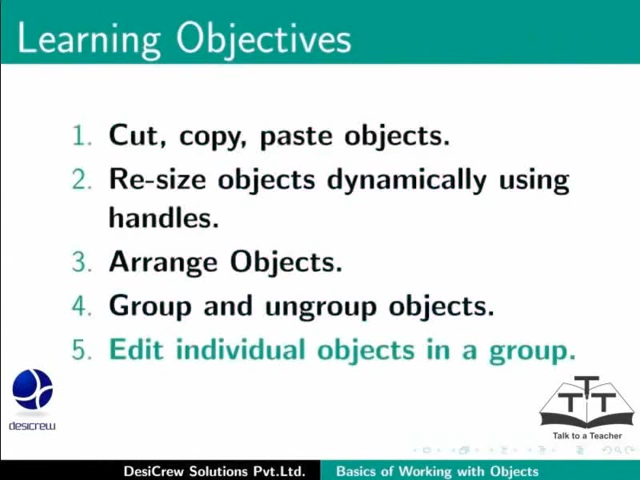 Learning Objectives
1. Cut, copy, paste objects.
2. Re-size objects dynamically using
handles.
3. Arrange Objects.
4. Group and ungroup objects.
5. Edit individual objects in a group.
desicrew
TTT
Talk to a Teacher
DesiCrew Solutions Pvt.Ltd. Basics of Working with Objects